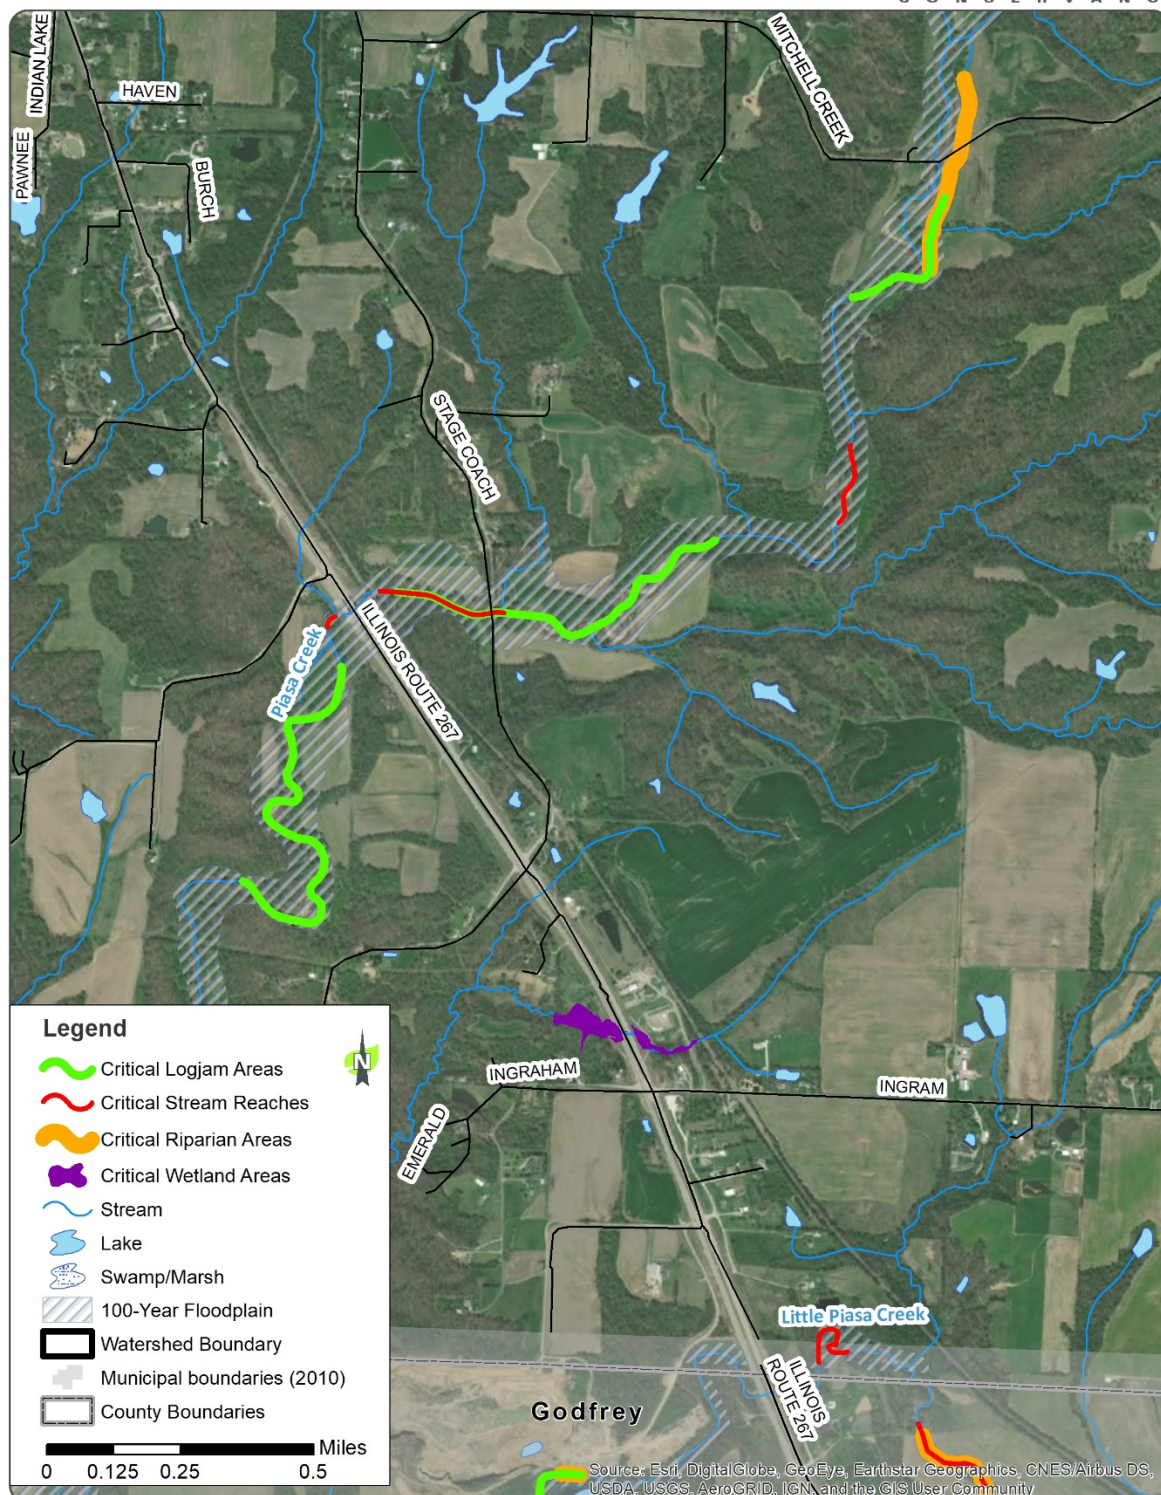 INDIAN LAKE
PAWNEE
HAVEN
BURCH
MITCHELL CREEK
STAGE COACH
ILLINOIS ROUTE 267
Piasa Creek
INGRAHAM
INGRAM
EMERALD
Little Piasa Creek
ILLINOIS
ROUTE 267
Godfrey
Legend
N
Critical Logjam Areas
Critical Stream Reaches
Critical Riparian Areas
Critical Wetland Areas
Stream
Lake
Swamp/Marsh
100-Year Floodplain
Watershed Boundary
Municipal boundaries (2010)
County Boundaries
Miles
0 0.125 0.25 0.5
Source: Esri, DigitalGlobe, GeoEye, Earthstar Geographics, CNES/Airbus DS,
USDA, USGS, AeroGRID, IGN, and the GIS User Community